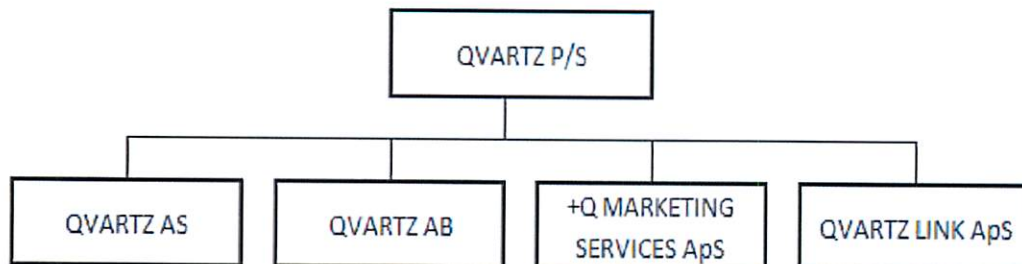 QVARTZ P/S
QVARTZ AS
QVARTZ AB
+Q MARKETING
SERVICES ApS
QVARTZ LINK ApS